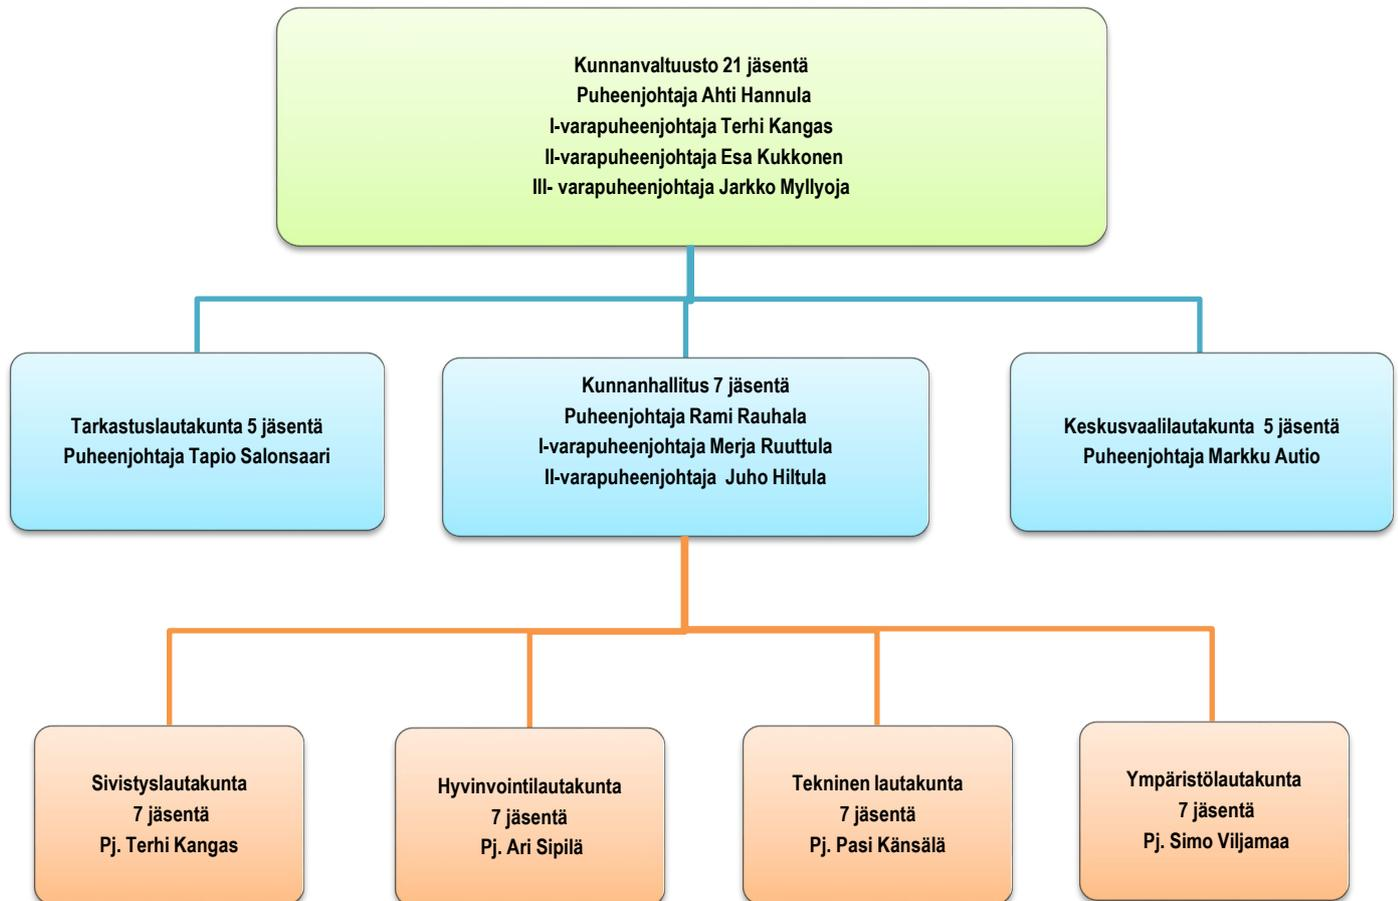 Kunnanvaltuusto 21 jäsentä
Puheenjohtaja Ahti Hannula
I-varapuheenjohtaja Terhi Kangas
II-varapuheenjohtaja Esa Kukkonen
III- varapuheenjohtaja Jarkko Myllyoja
Tarkastuslautakunta 5 jäsentä
Puheenjohtaja Tapio Salonsaari
Kunnanhallitus 7 jäsentä
Puheenjohtaja Rami Rauhala
I-varapuheenjohtaja Merja Ruuttula
II-varapuheenjohtaja Juho Hiltula
Keskusvaalilautakunta 5 jäsentä
Puheenjohtaja Markku Autio
Sivistyslautakunta
7 jäsentä
Pj. Terhi Kangas
Hyvinvointilautakunta
7 jäsentä
Pj. Ari Sipilä
Tekninen lautakunta
7 jäsentä
Pj. Pasi Känsälä
Ympäristölautakunta
7 jäsentä
Pj. Simo Viljamaa